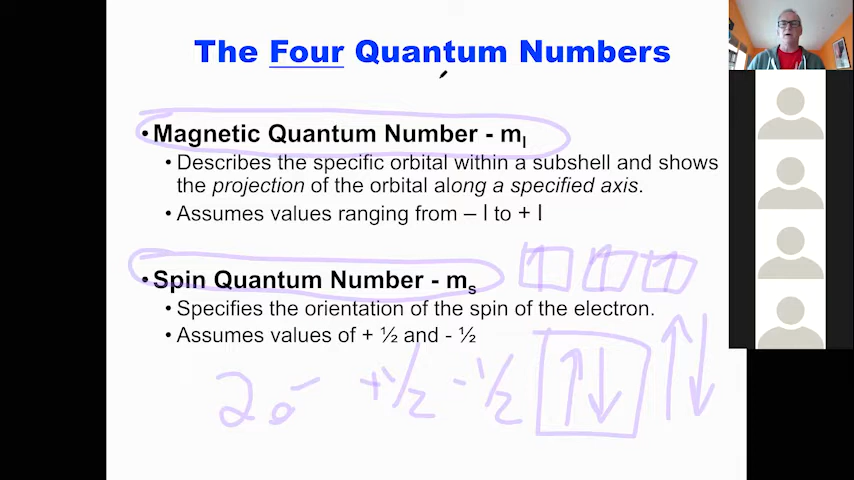 The Four Quantum Numbers
• Magnetic Quantum Number - ml
• Describes the specific orbital within a subshell and shows
the projection of the orbital along a specified axis.
• Assumes values ranging from – l to + l
• Spin Quantum Number - ms
• Specifies the orientation of the spin of the electron.
• Assumes values of + ½ and - ½
2e⁻ +1/2 -1/2